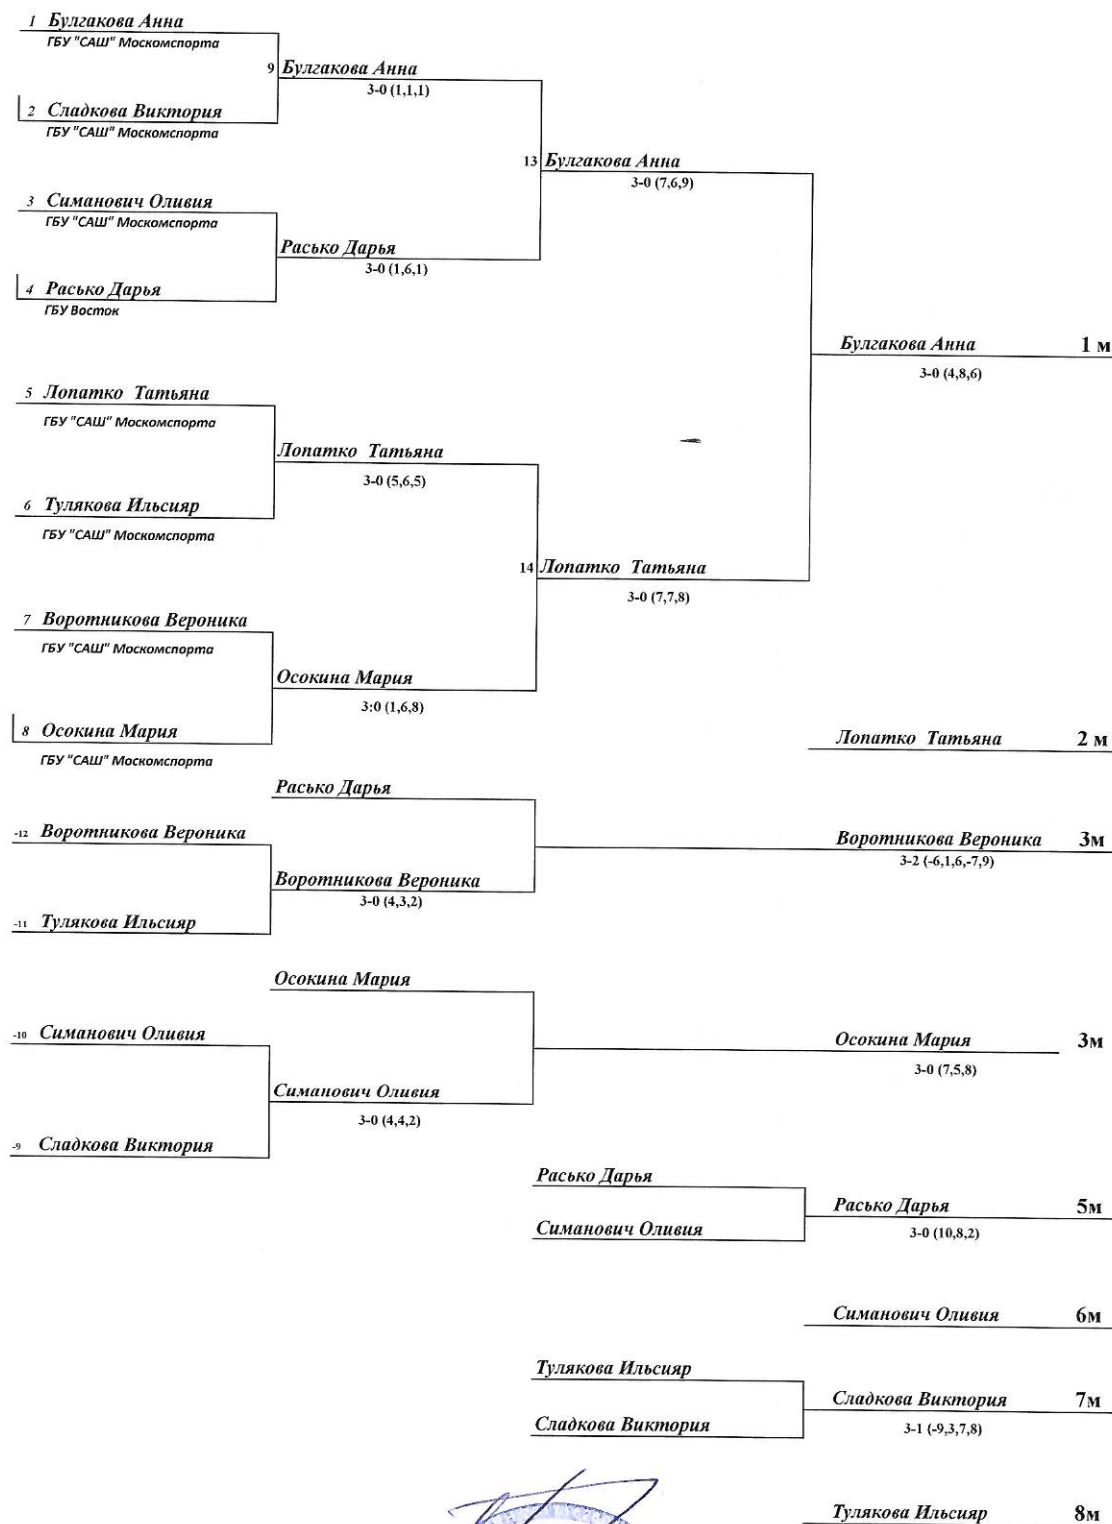 1 Булгакова Анна
ГБУ "САШ" Москомспорта
9 Булгакова Анна
3-0 (1,1,1)
2 Сладкова Виктория
ГБУ "САШ" Москомспорта
13 Булгакова Анна
3-0 (7,6,9)
3 Симанович Оливия
ГБУ "САШ" Москомспорта
Расько Дарья
3-0 (1,6,1)
4 Расько Дарья
ГБУ Восток
Булгакова Анна 1 м
3-0 (4,8,6)
5 Лопатко Татьяна
ГБУ "САШ" Москомспорта
Лопатко Татьяна
3-0 (5,6,5)
6 Тулякова Ильсияр
ГБУ "САШ" Москомспорта
14 Лопатко Татьяна
3-0 (7,7,8)
7 Воротникова Вероника
ГБУ "САШ" Москомспорта
Осокина Мария
3:0 (1,6,8)
8 Осокина Мария
ГБУ "САШ" Москомспорта
Лопатко Татьяна 2 м
Расько Дарья
-12 Воротникова Вероника
Воротникова Вероника 3м
3-2 (-6,1,6,-7,9)
Воротникова Вероника
3-0 (4,3,2)
-11 Тулякова Ильсияр
Осокина Мария
-10 Симанович Оливия
Осокина Мария 3м
3-0 (7,5,8)
Симанович Оливия
3-0 (4,4,2)
-9 Сладкова Виктория
Расько Дарья
Расько Дарья 5м
3-0 (10,8,2)
Симанович Оливия
Симанович Оливия 6м
Тулякова Ильсияр
Сладкова Виктория 7м
3-1 (-9,3,7,8)
Сладкова Виктория
Тулякова Ильсияр 8м